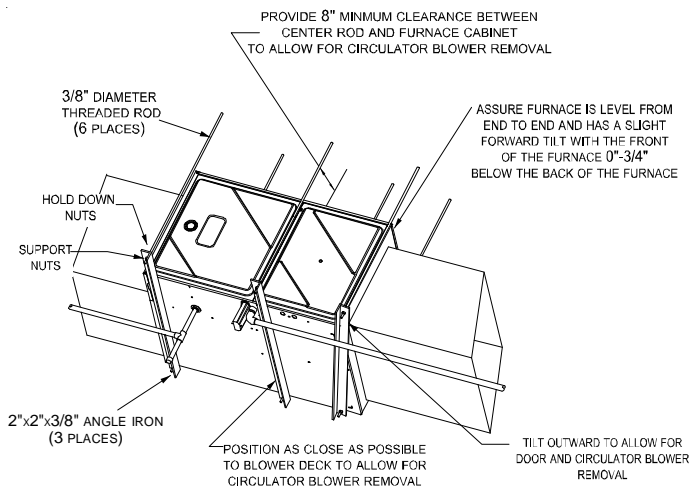 PROVIDE 8" MINMUM CLEARANCE BETWEEN
CENTER ROD AND FURNACE CABINET
TO ALLOW FOR CIRCULATOR BLOWER REMOVAL
3/8" DIAMETER
THREADED ROD
(6 PLACES)
ASSURE FURNACE IS LEVEL FROM
END TO END AND HAS A SLIGHT
FORWARD TILT WITH THE FRONT
OF THE FURNACE 0"-3/4"
BELOW THE BACK OF THE FURNACE
HOLD DOWN
NUTS
SUPPORT
NUTS
2"x2"x3/8" ANGLE IRON
(3 PLACES)
POSITION AS CLOSE AS POSSIBLE
TO BLOWER DECK TO ALLOW FOR
CIRCULATOR BLOWER REMOVAL
TILT OUTWARD TO ALLOW FOR
DOOR AND CIRCULATOR BLOWER
REMOVAL